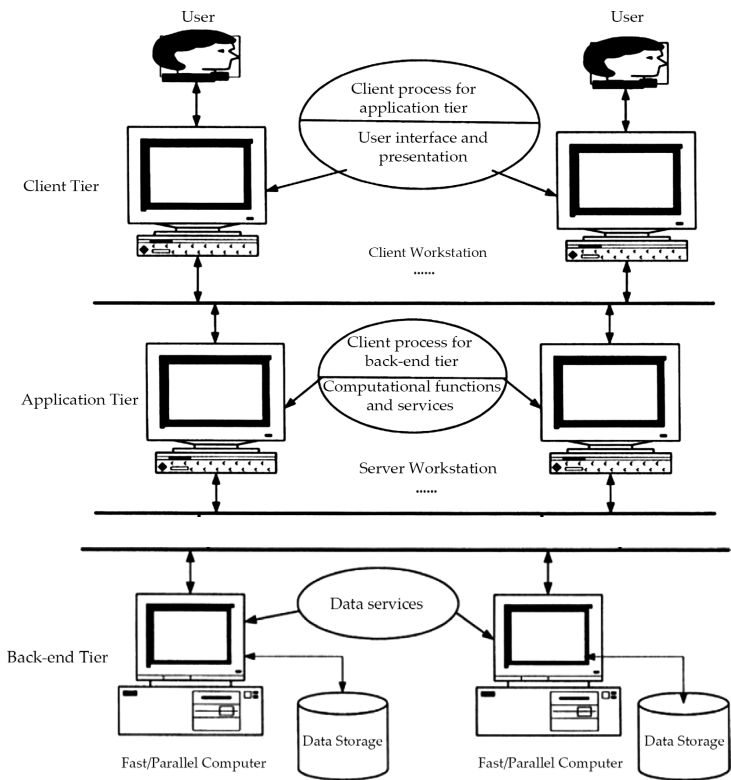 User
User
Client process for
application tier
User interface and
presentation
Client Tier
Client Workstation
......
Client process for
back-end tier
Computational functions
and services
Application Tier
Server Workstation
......
Data services
Back-end Tier
Data Storage
Data Storage
Fast/Parallel Computer
Fast/Parallel Computer